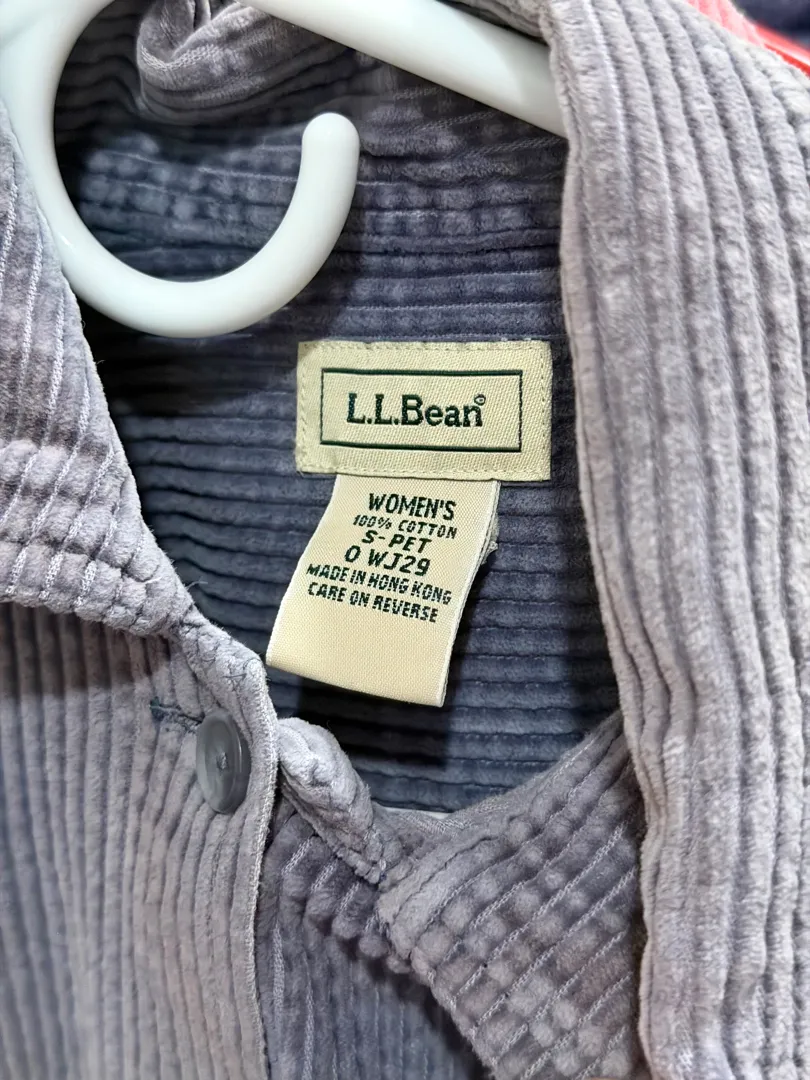 L.L.Bean®
WOMEN'S
100% COTTON
S-PET
0 WJ29
MADE IN HONG KONG
CARE ON REVERSE